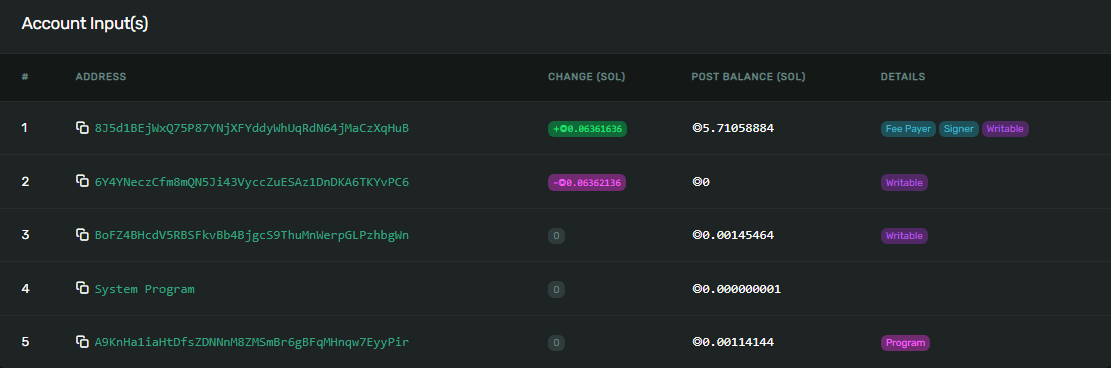 Account Input(s)
# ADDRESS CHANGE (SOL) POST BALANCE (SOL) DETAILS
1 8J5d1BEjWxQ75P87YNjXFYddyWhUqRdN64jMaCzXqHuB +◎0.06361636 ◎5.71058884 Fee Payer Signer Writable
2 6Y4YNeczCfm8mQN5Ji43VyccZuESAz1DnDKA6TKYvPC6 -◎0.06362136 ◎0 Writable
3 BoFZ4BHcdV5RBSFkvBb4BjgcS9ThuMnWerpGLPzhbgWn 0 ◎0.00145464 Writable
4 System Program 0 ◎0.000000001
5 A9KnHa1iaHtDfsZDNNnM8ZMSmBr6gBFqMHnqw7EyyPir 0 ◎0.00114144 Program